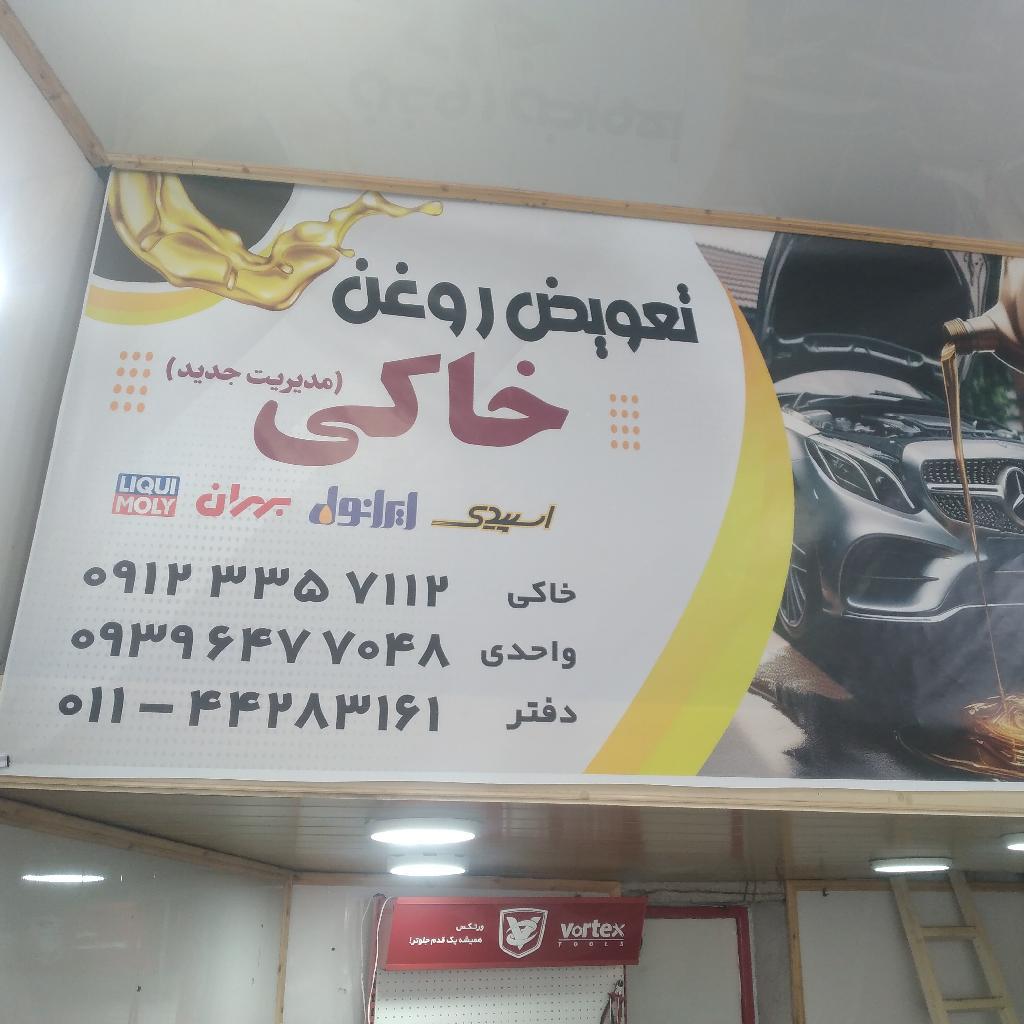 تعویض روغن
خاکی
(مدیریت جدید)
اسپیدی ایرانول بهران LIQUI MOLY
خاکی ۰۹۱۲ ۳۳۵ ۷۱۱۲
واحدی ۰۹۳۹ ۶۴۷ ۷۰۴۸
دفتر ۰۱۱ – ۴۴۲۸۳۱۶۱
ورتکس
همیشه یک قدم جلوتر!
Vortex
TOOLS